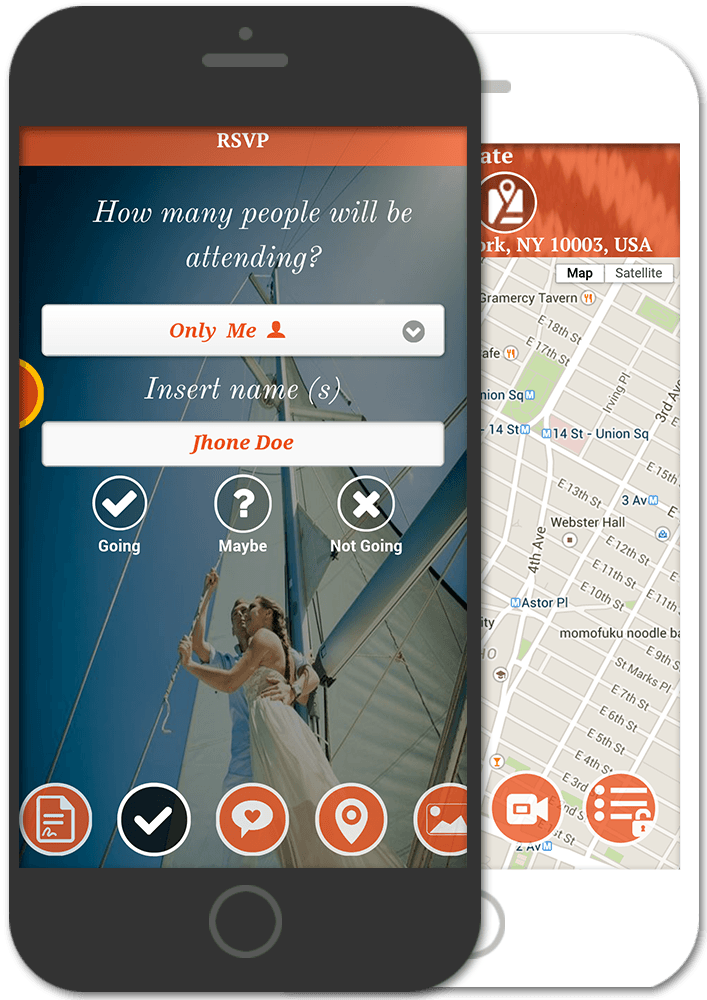 RSVP
How many people will be
attending?
Only Me
Insert name (s)
Jhone Doe
Going
Maybe
Not Going
ate
ork, NY 10003, USA
Map
Satellite
Gramercy Tavern
E 18th St
E 17th St
afe
Irving Pl
3rd Av
nion Sq
- 14 St
14 St - Union Sq
E 15th
E 13th St
3 Av
E
Webster Hall
4th Ave
E 12th St
E 11th St
E 11th
E 10th St
Astor Pl
ity
momofuku noodle ba
HO
E 9th S
St Marks Pl
E 7th St
E 6th St
E 5th St
E 3rd
E 4th S
2nd St
2 Av